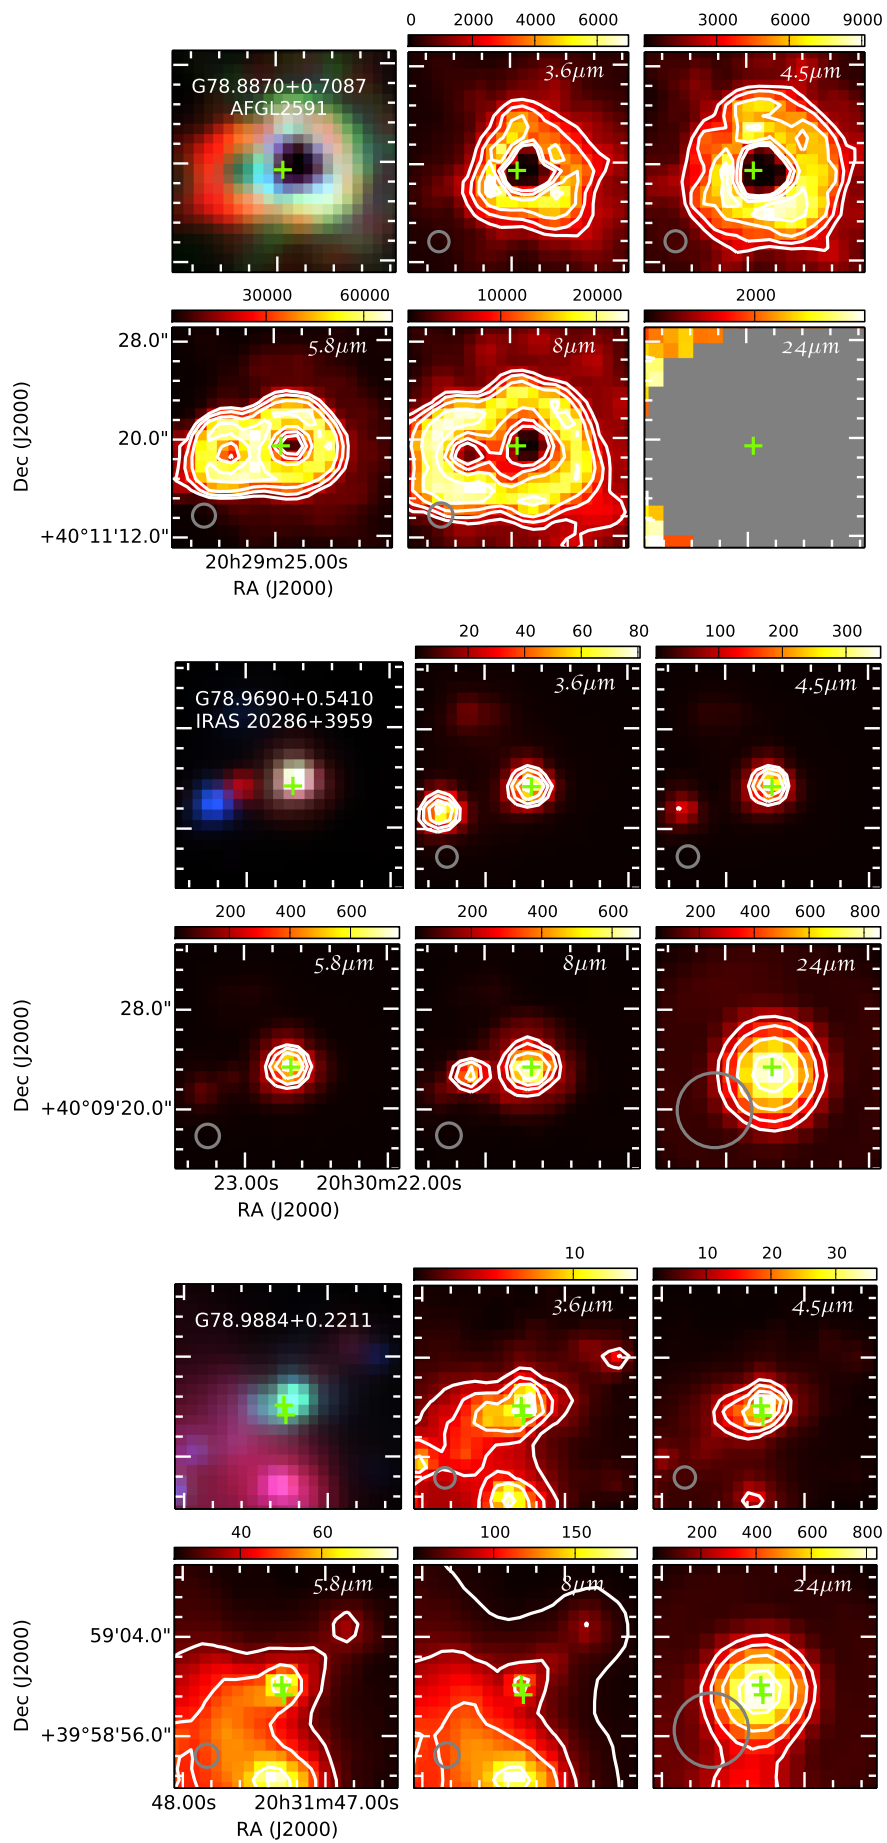 0 2000 4000 6000
3000 6000 9000
G78.8870+0.7087
AFGL2591
3.6μm
4.5μm
30000 60000
10000 20000
2000
5.8μm
8μm
24μm
28.0"
20.0"
+40°11'12.0"
Dec (J2000)
20h29m25.00s
RA (J2000)
20 40 60 80
100 200 300
G78.9690+0.5410
IRAS 20286+3959
3.6μm
4.5μm
200 400 600
200 400 600
200 400 600 800
5.8μm
8μm
24μm
28.0"
+40°09'20.0"
Dec (J2000)
23.00s 20h30m22.00s
RA (J2000)
10
10 20 30
G78.9884+0.2211
3.6μm
4.5μm
40 60
100 150
200 400 600 800
5.8μm
8μm
24μm
59'04.0"
+39°58'56.0"
Dec (J2000)
48.00s 20h31m47.00s
RA (J2000)